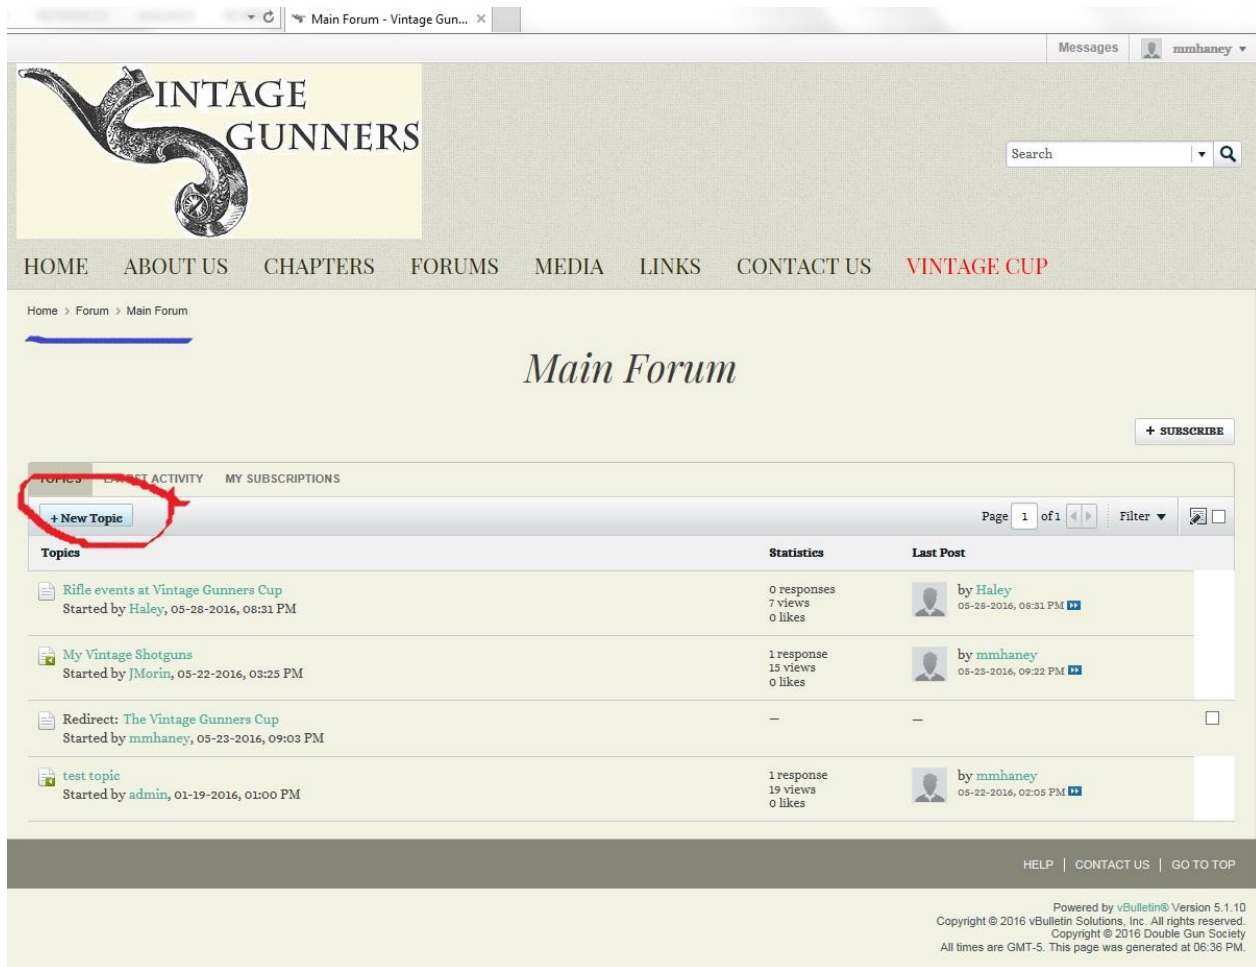 Main Forum - Vintage Gun...
Messages mmhaney
VINTAGE
GUNNERS
Search
HOME ABOUT US CHAPTERS FORUMS MEDIA LINKS CONTACT US VINTAGE CUP
Home > Forum > Main Forum
Main Forum
+ SUBSCRIBE
TOPICS LATEST ACTIVITY MY SUBSCRIPTIONS
+ New Topic Page 1 of 1 Filter
Topics Statistics Last Post
Rifle events at Vintage Gunners Cup 0 responses by Haley
Started by Haley, 05-28-2016, 08:31 PM 7 views 05-28-2016, 08:31 PM
0 likes
My Vintage Shotguns 1 response by mmhaney
Started by JMorin, 05-22-2016, 03:25 PM 15 views 05-23-2016, 09:22 PM
0 likes
Redirect: The Vintage Gunners Cup – –
Started by mmhaney, 05-23-2016, 09:03 PM
test topic 1 response by mmhaney
Started by admin, 01-19-2016, 01:00 PM 19 views 05-22-2016, 02:05 PM
0 likes
HELP | CONTACT US | GO TO TOP
Powered by vBulletin® Version 5.1.10
Copyright © 2016 vBulletin Solutions, Inc. All rights reserved.
Copyright © 2016 Double Gun Society
All times are GMT-5. This page was generated at 06:36 PM.